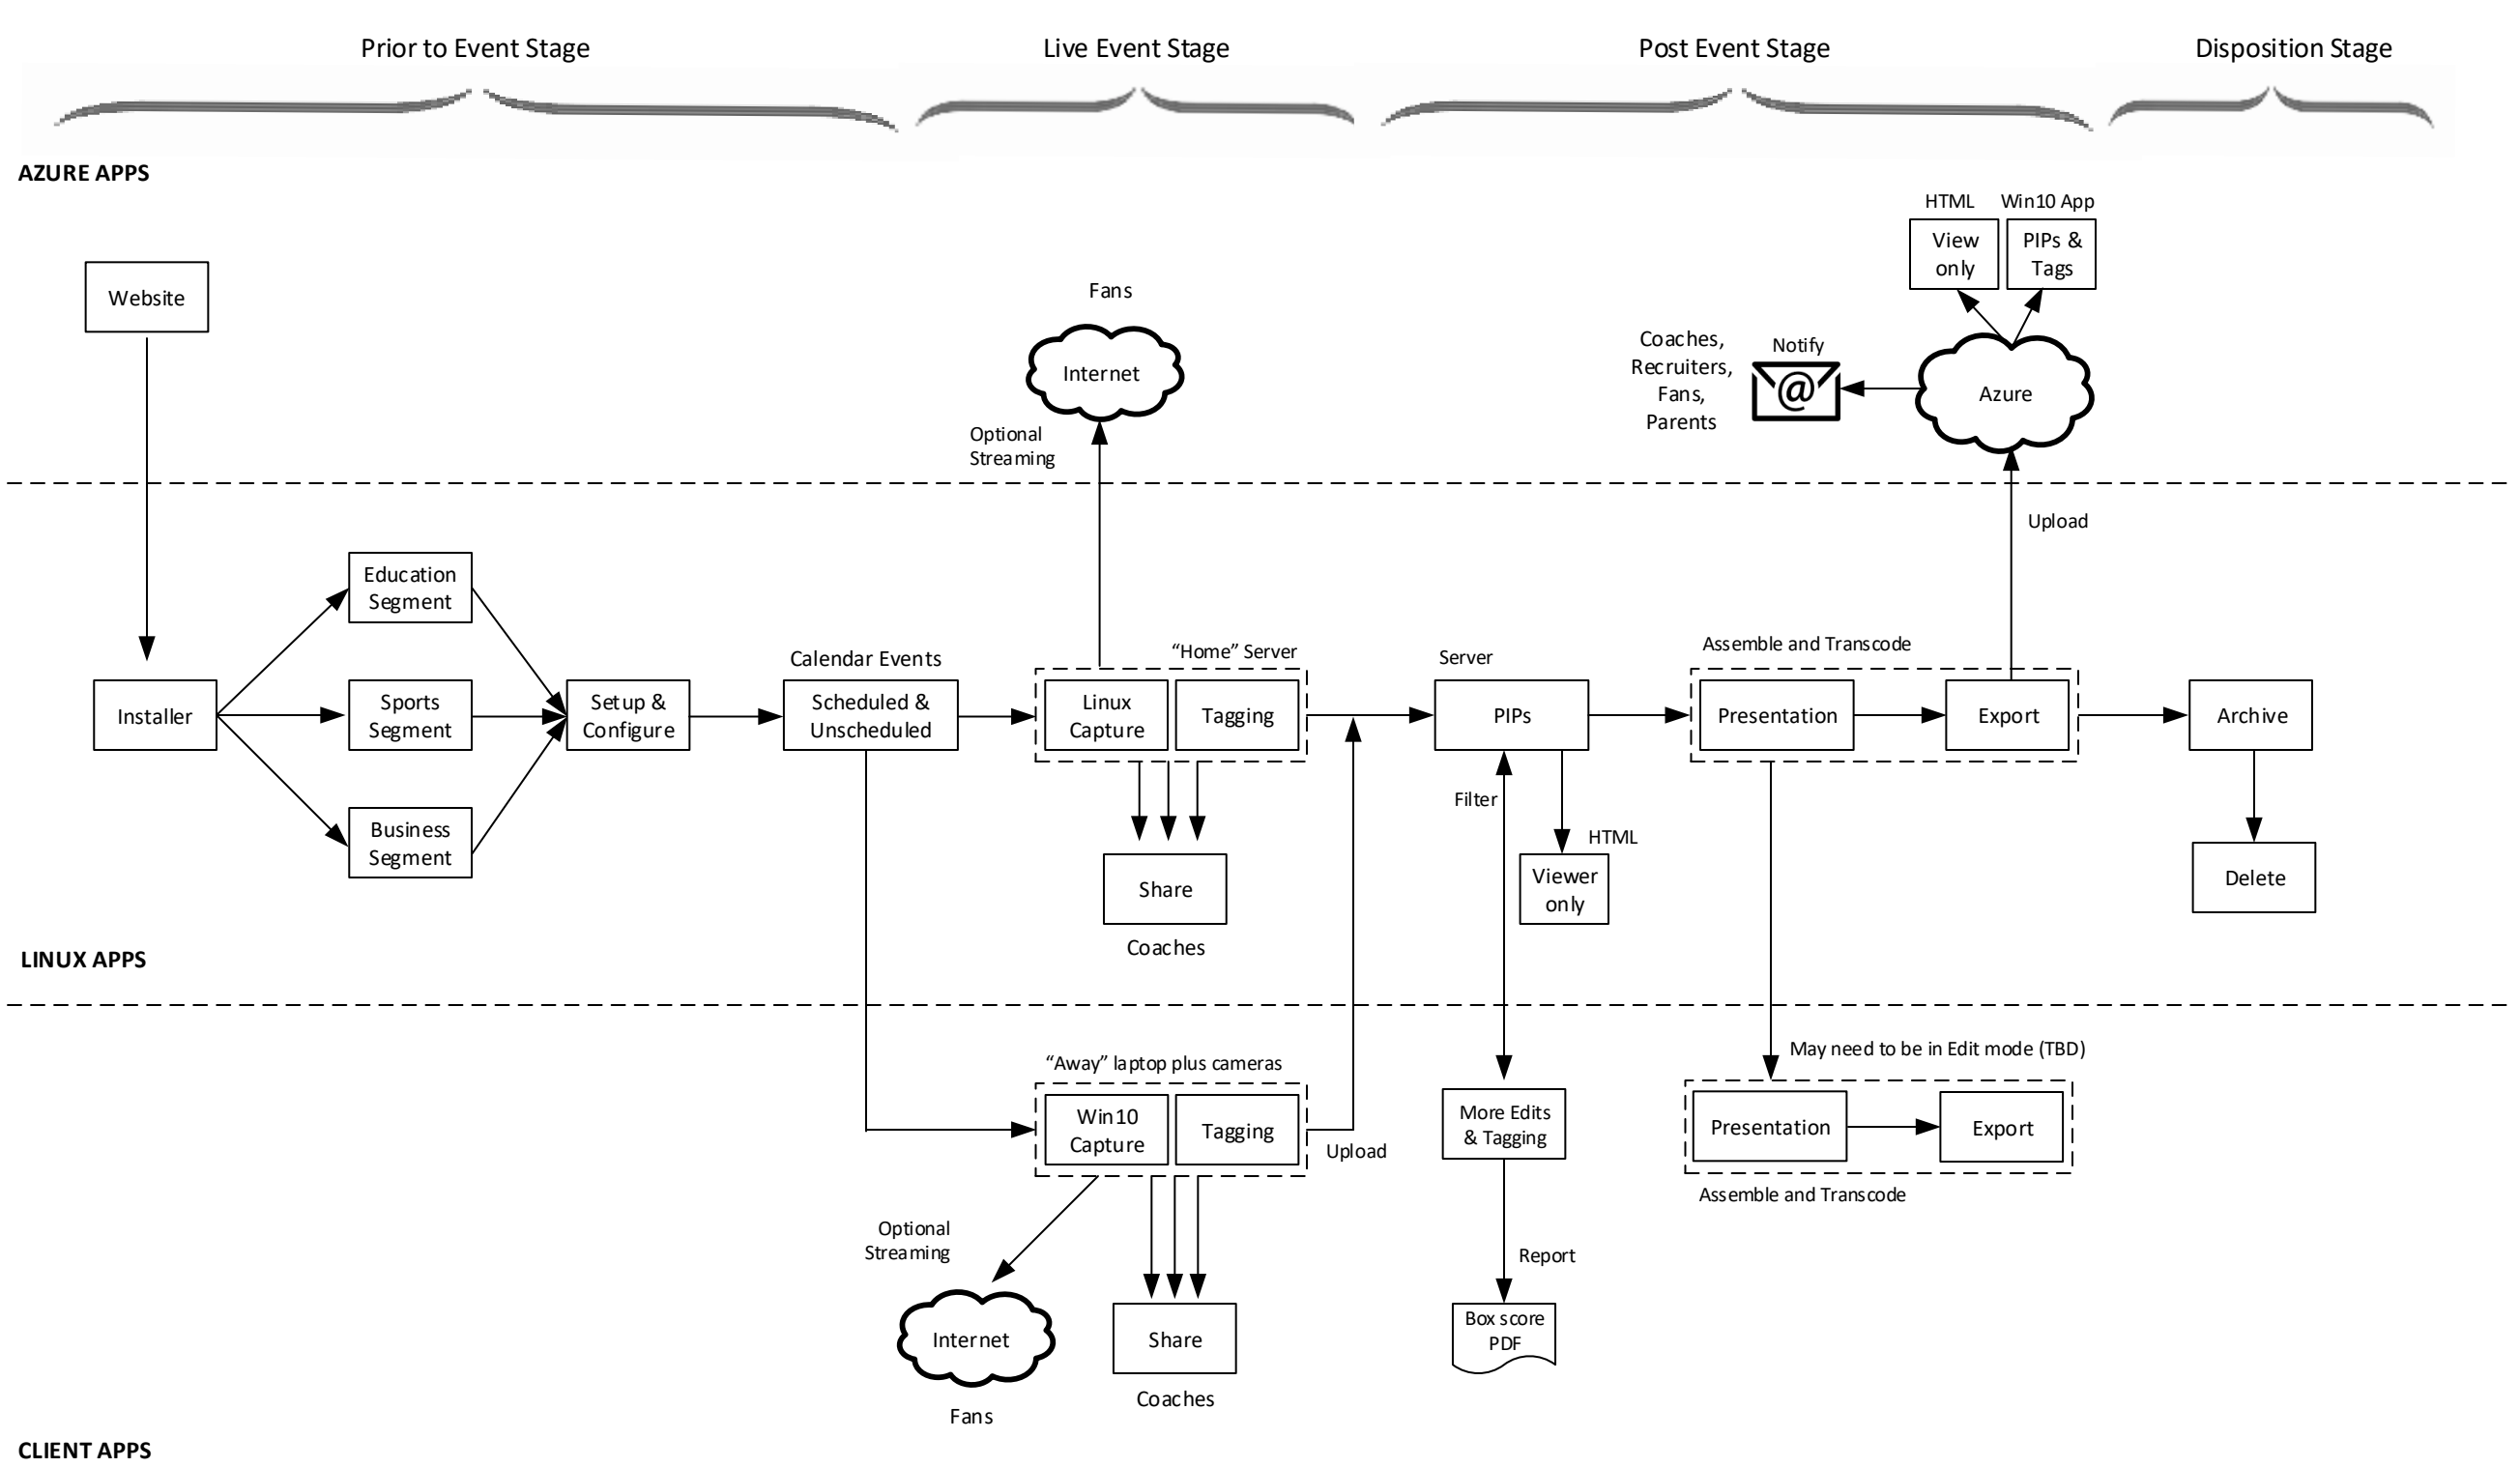 Prior to Event Stage
Live Event Stage
Post Event Stage
Disposition Stage
AZURE APPS
HTML
Win10 App
View
only
PIPs &
Tags
Website
Fans
Internet
Optional
Streaming
Coaches,
Recruiters,
Fans,
Parents
Notify
@
Azure
Upload
Education
Segment
Installer
Sports
Segment
Business
Segment
Setup &
Configure
Calendar Events
Scheduled &
Unscheduled
“Home” Server
Linux
Capture
Tagging
Share
Coaches
Server
PIPs
Filter
HTML
Viewer
only
Assemble and Transcode
Presentation
Export
Archive
Delete
LINUX APPS
“Away” laptop plus cameras
Win10
Capture
Tagging
Upload
Optional
Streaming
Internet
Fans
Share
Coaches
More Edits
& Tagging
Report
Box score
PDF
May need to be in Edit mode (TBD)
Presentation
Export
Assemble and Transcode
CLIENT APPS